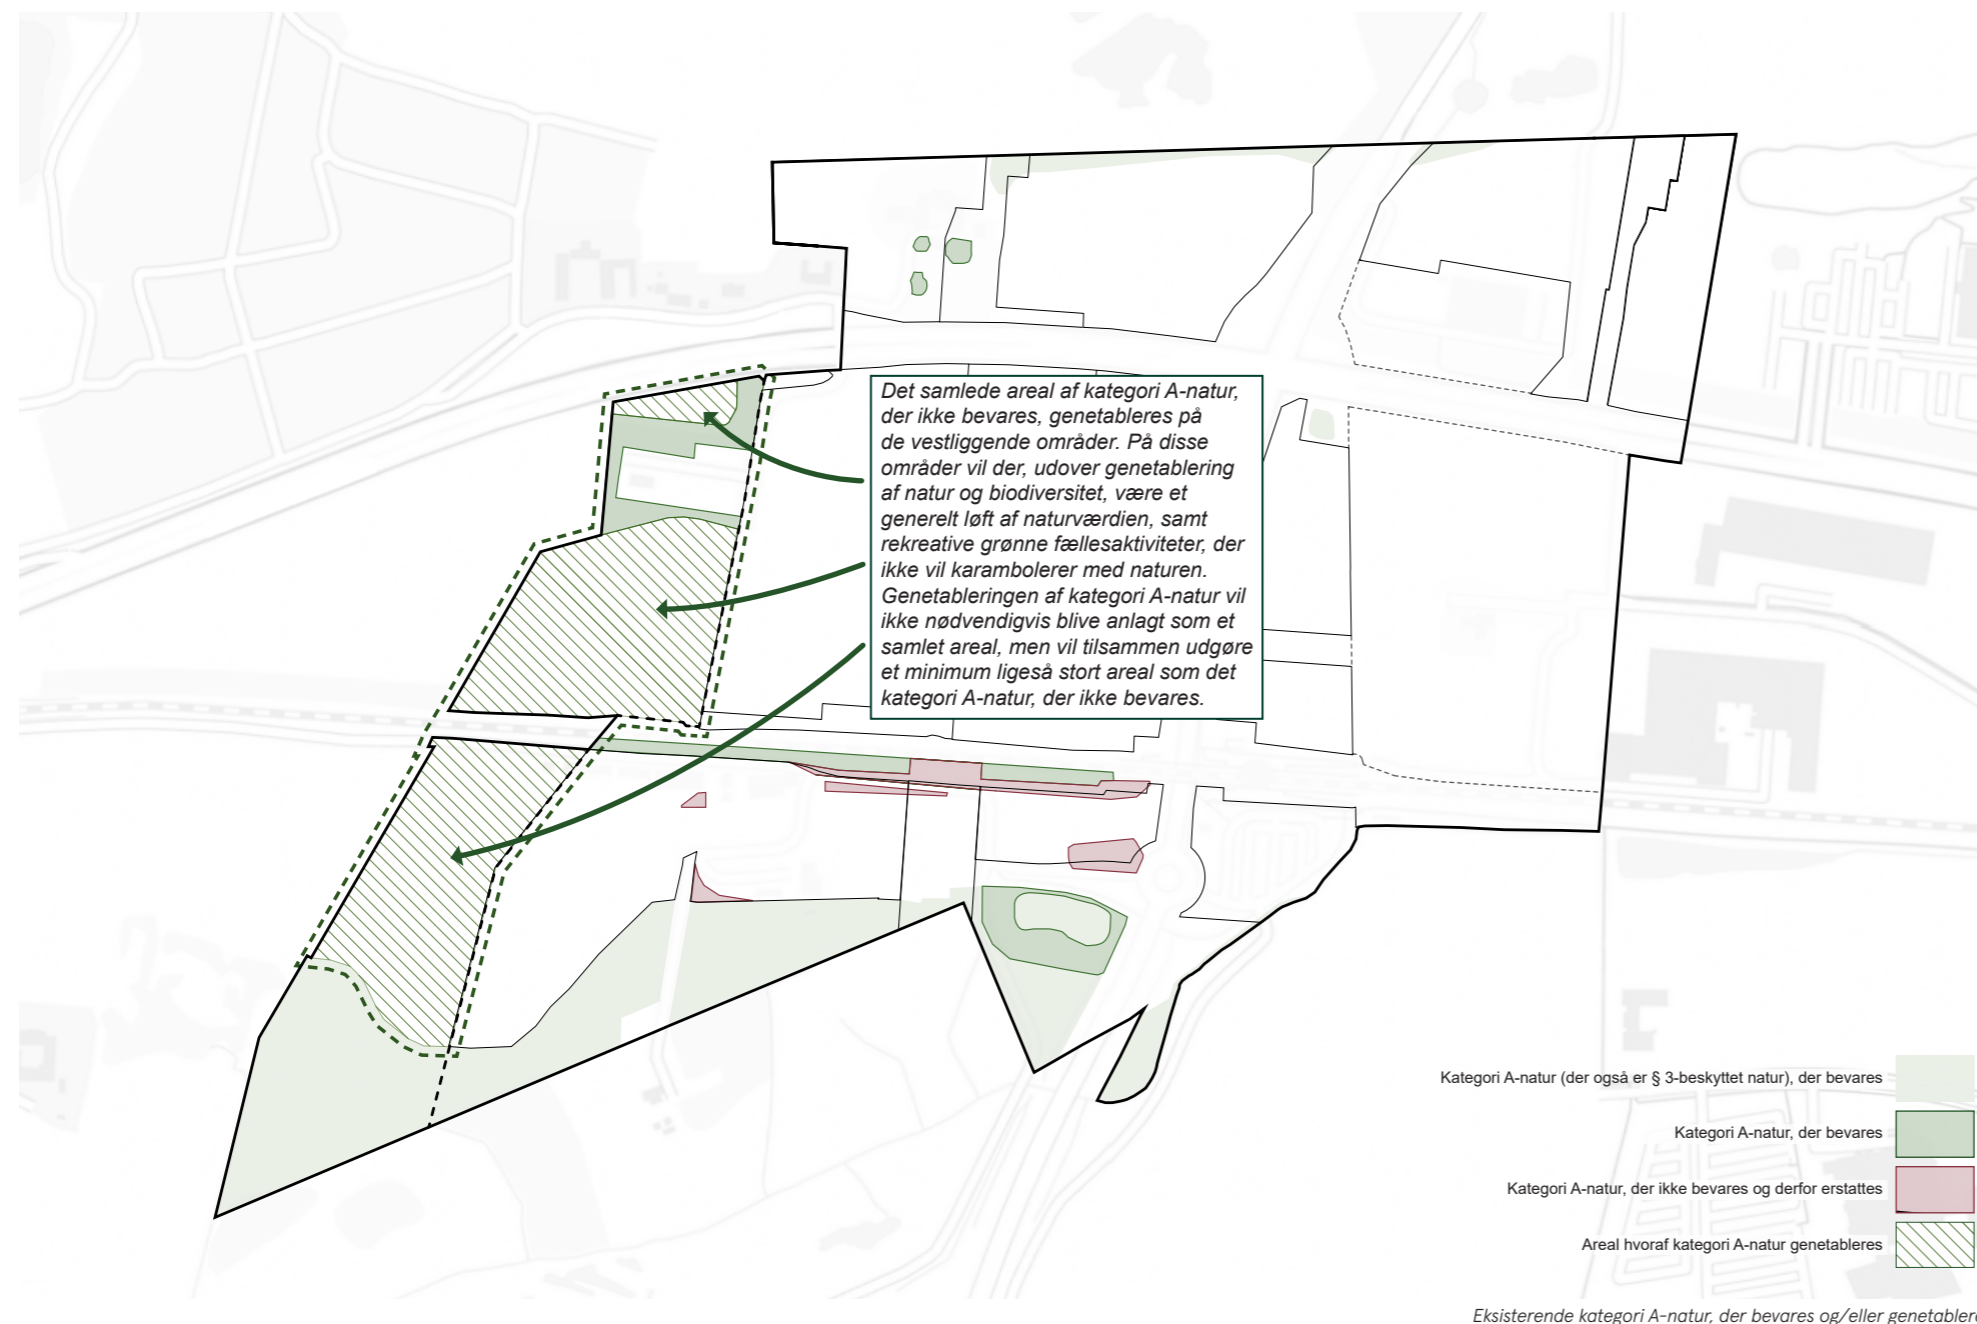 Det samlede areal af kategori A-natur,
der ikke bevares, genetableres på
de vestliggende områder. På disse
områder vil der, udover genetablering
af natur og biodiversitet, være et
generelt løft af naturværdien, samt
rekreative grønne fællesaktiviteter, der
ikke vil karambolerer med naturen.
Genetableringen af kategori A-natur vil
ikke nødvendigvis blive anlagt som et
samlet areal, men vil tilsammen udgøre
et minimum ligeså stort areal som det
kategori A-natur, der ikke bevares.
Kategori A-natur (der også er § 3-beskyttet natur), der bevares
Kategori A-natur, der bevares
Kategori A-natur, der ikke bevares og derfor erstattes
Areal hvoraf kategori A-natur genetableres
Eksisterende kategori A-natur, der bevares og/eller genetablere